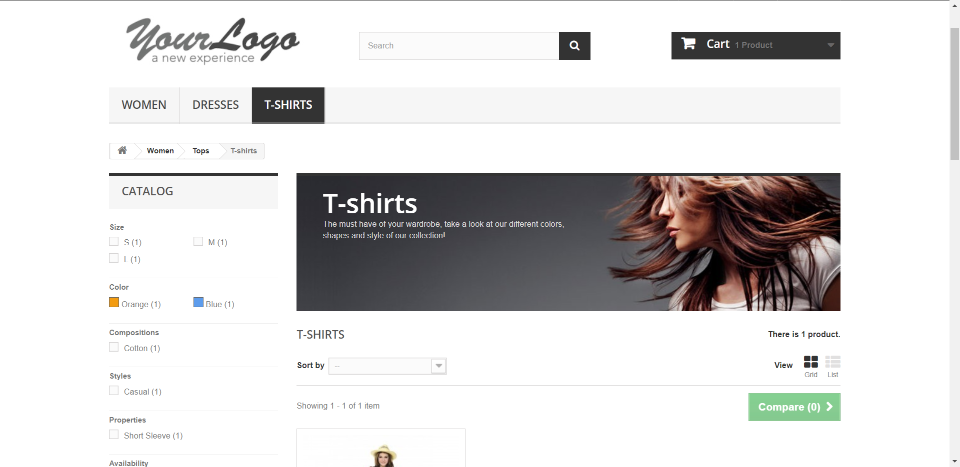 YourLogo
a new experience
Search
Cart 1 Product
WOMEN DRESSES T-SHIRTS
Women Tops T-shirts
CATALOG
Size
S (1) M (1)
L (1)
Color
Orange (1) Blue (1)
Compositions
Cotton (1)
Styles
Casual (1)
Properties
Short Sleeve (1)
Availability
T-shirts
The must have of your wardrobe, take a look at our different colors,
shapes and style of our collection!
T-SHIRTS There is 1 product.
Sort by -- View Grid List
Showing 1 - 1 of 1 item Compare (0)